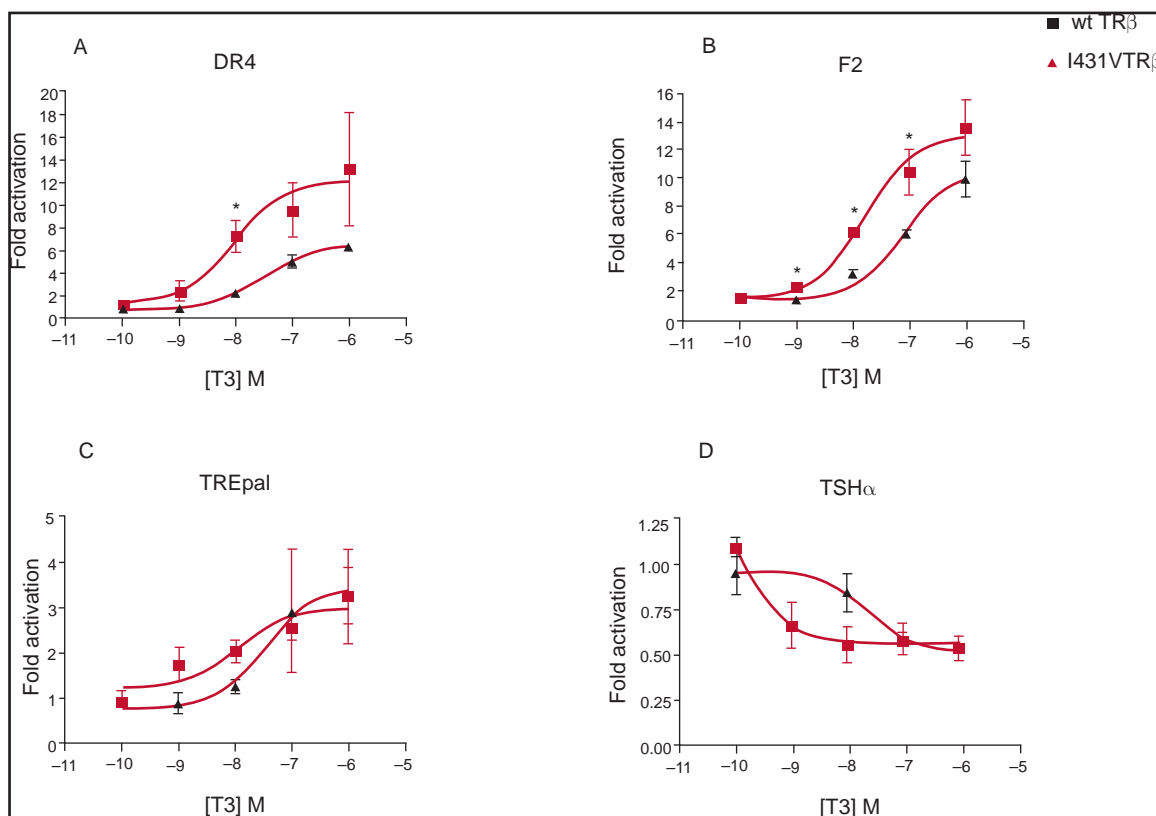 wt TRβ
I431VTRβ
A
DR4
Fold activation
20
18
16
14
12
10
8
6
4
2
0
*
–11 –10 –9 –8 –7 –6 –5
[T3] M
B
F2
Fold activation
16
14
12
10
8
6
4
2
0
* * *
–11 –10 –9 –8 –7 –6 –5
[T3] M
C
TREpal
Fold activation
5
4
3
2
1
0
–11 –10 –9 –8 –7 –6 –5
[T3] M
D
TSHα
Fold activation
1.25
1.00
0.75
0.50
0.25
0.00
–11 –10 –9 –8 –7 –6 –5
[T3] M